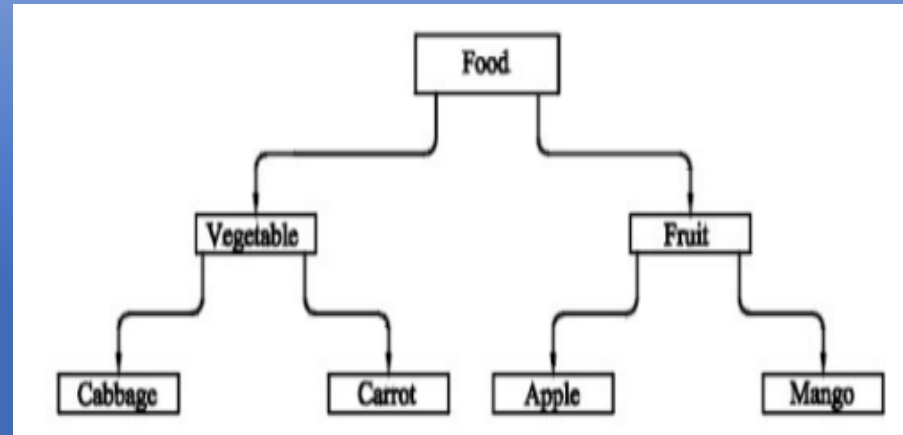 Food
Vegetable
Fruit
Cabbage
Carrot
Apple
Mango